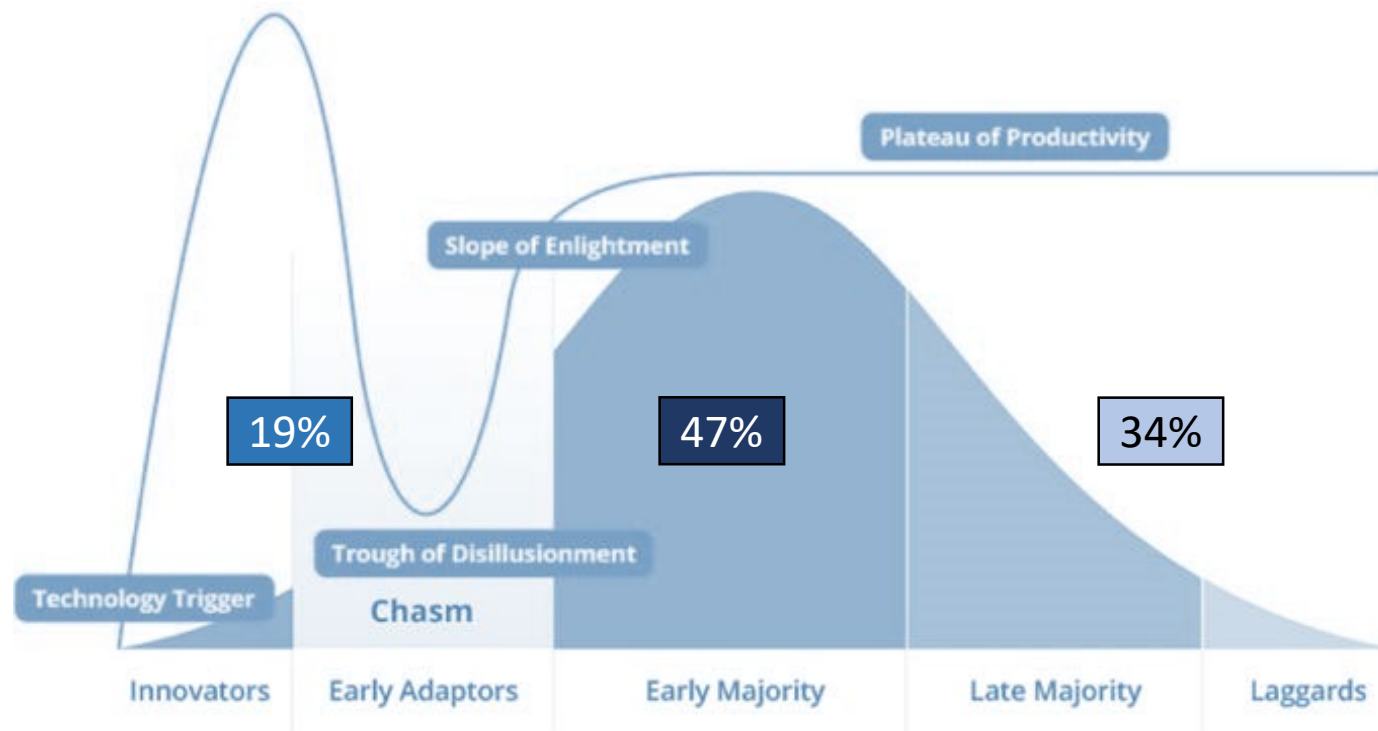 Plateau of Productivity
Slope of Enlightment
19%
47%
34%
Trough of Disillusionment
Technology Trigger
Chasm
Innovators
Early Adaptors
Early Majority
Late Majority
Laggards